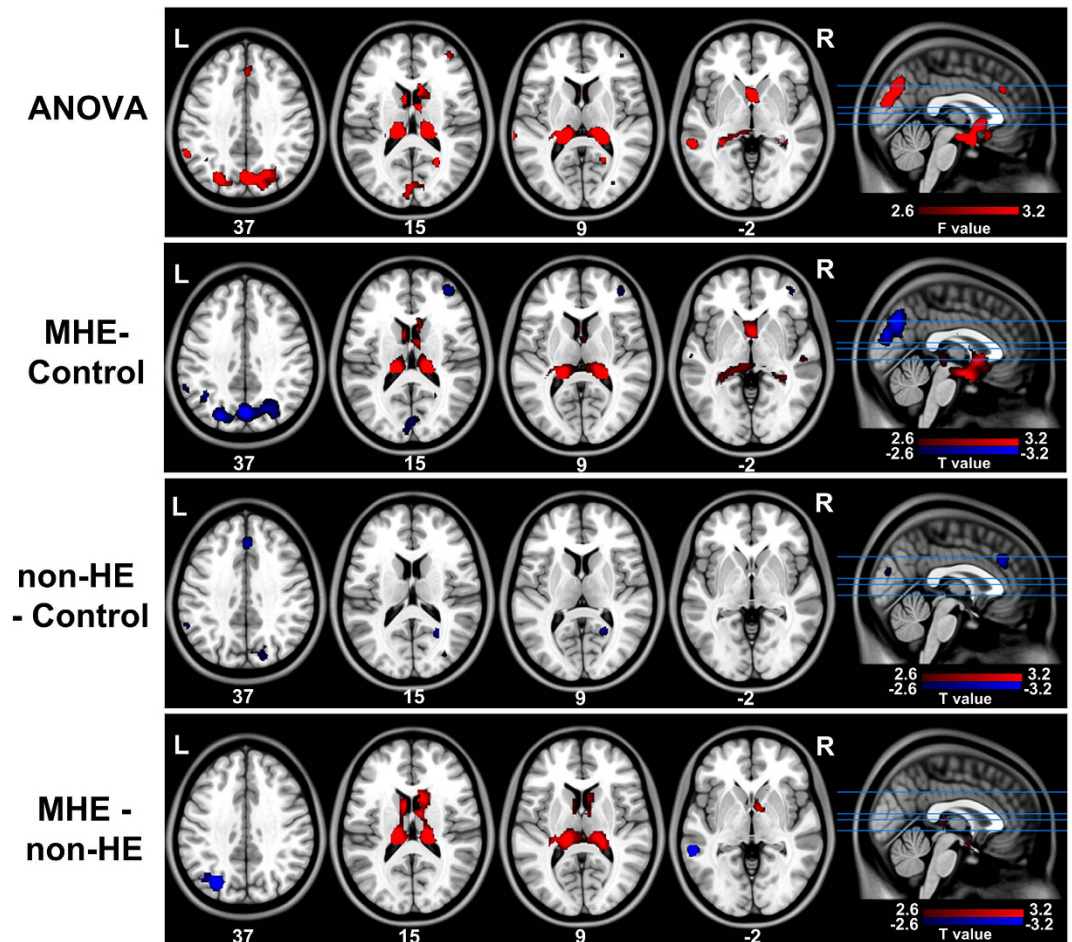 L
R
ANOVA
37
15
9
-2
2.6
3.2
F value
L
R
MHE-
Control
37
15
9
-2
2.6
3.2
-2.6
-3.2
T value
L
R
non-HE
- Control
37
15
9
-2
2.6
3.2
-2.6
-3.2
T value
L
R
MHE -
non-HE
37
15
9
-2
2.6
3.2
-2.6
-3.2
T value